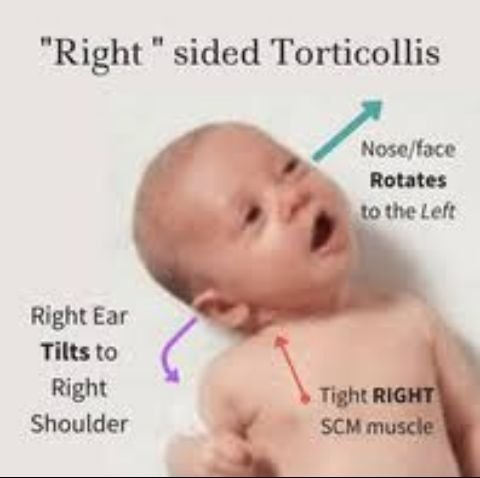 "Right " sided Torticollis
Nose/face
Rotates
to the Left
Right Ear
Tilts to
Right
Shoulder
Tight RIGHT
SCM muscle